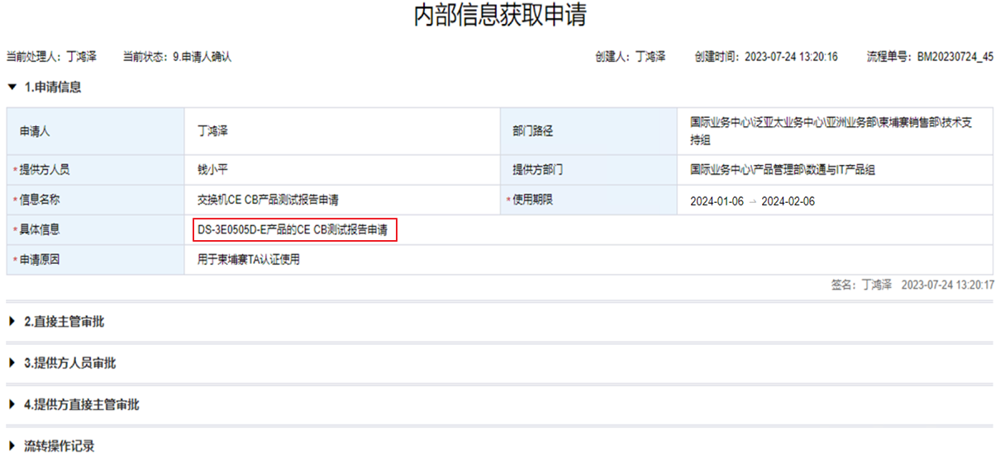 内部信息获取申请
当前处理人：丁鸿泽 当前状态：9.申请人确认 创建人：丁鸿泽 创建时间：2023-07-24 13:20:16 流程单号：BM20230724_45
1.申请信息
申请人 丁鸿泽 部门路径 国际业务中心\泛亚太业务中心\亚洲业务部\柬埔寨销售部\技术支
持组
*提供方人员 钱小平 提供方部门 国际业务中心\产品管理部\数通与IT产品组
*信息名称 交换机CE CB产品测试报告申请 *使用期限 2024-01-06 → 2024-02-06
*具体信息 DS-3E0505D-E产品的CE CB测试报告申请
*申请原因 用于柬埔寨TA认证使用
签名：丁鸿泽 2023-07-24 13:20:17
2.直接主管审批
3.提供方人员审批
4.提供方直接主管审批
流转操作记录